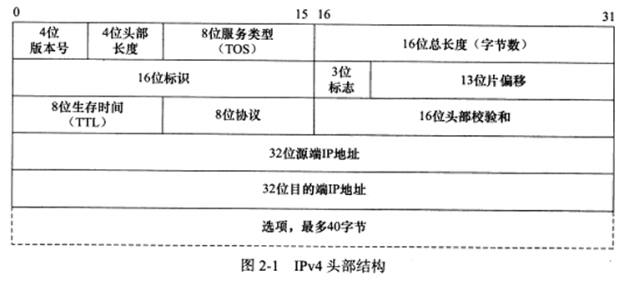 0 15 16 31
4位版本号 4位头部长度 8位服务类型（TOS） 16位总长度（字节数）
16位标识 3位标志 13位片偏移
8位生存时间（TTL） 8位协议 16位头部校验和
32位源端IP地址
32位目的端IP地址
选项，最多40字节
图 2-1 IPv4 头部结构